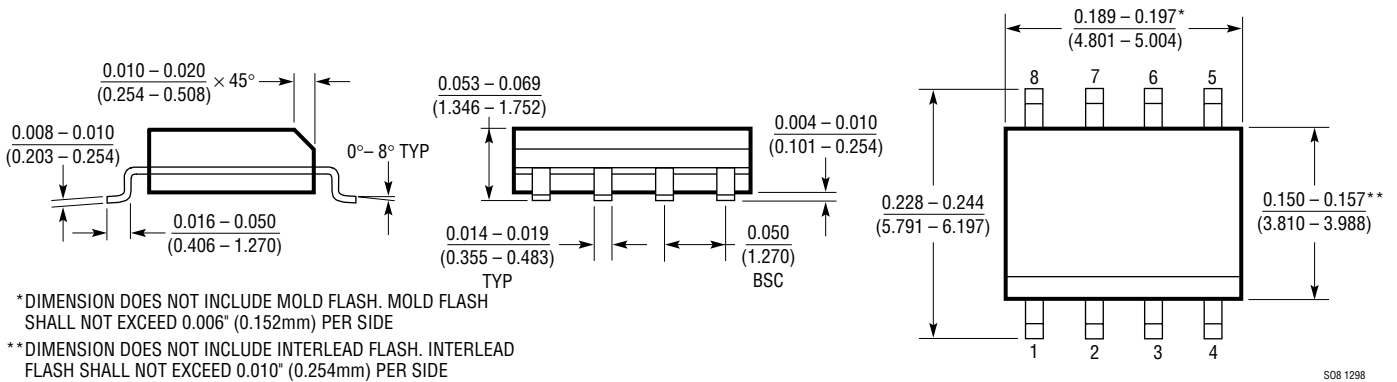 0.010 – 0.020
(0.254 – 0.508)
× 45°
0.008 – 0.010
(0.203 – 0.254)
0°– 8° TYP
0.016 – 0.050
(0.406 – 1.270)
0.053 – 0.069
(1.346 – 1.752)
0.004 – 0.010
(0.101 – 0.254)
0.014 – 0.019
(0.355 – 0.483)
TYP
0.050
(1.270)
BSC
0.189 – 0.197*
(4.801 – 5.004)
8 7 6 5
0.228 – 0.244
(5.791 – 6.197)
0.150 – 0.157**
(3.810 – 3.988)
1 2 3 4
*DIMENSION DOES NOT INCLUDE MOLD FLASH. MOLD FLASH
SHALL NOT EXCEED 0.006" (0.152mm) PER SIDE
**DIMENSION DOES NOT INCLUDE INTERLEAD FLASH. INTERLEAD
FLASH SHALL NOT EXCEED 0.010" (0.254mm) PER SIDE
SO8 1298